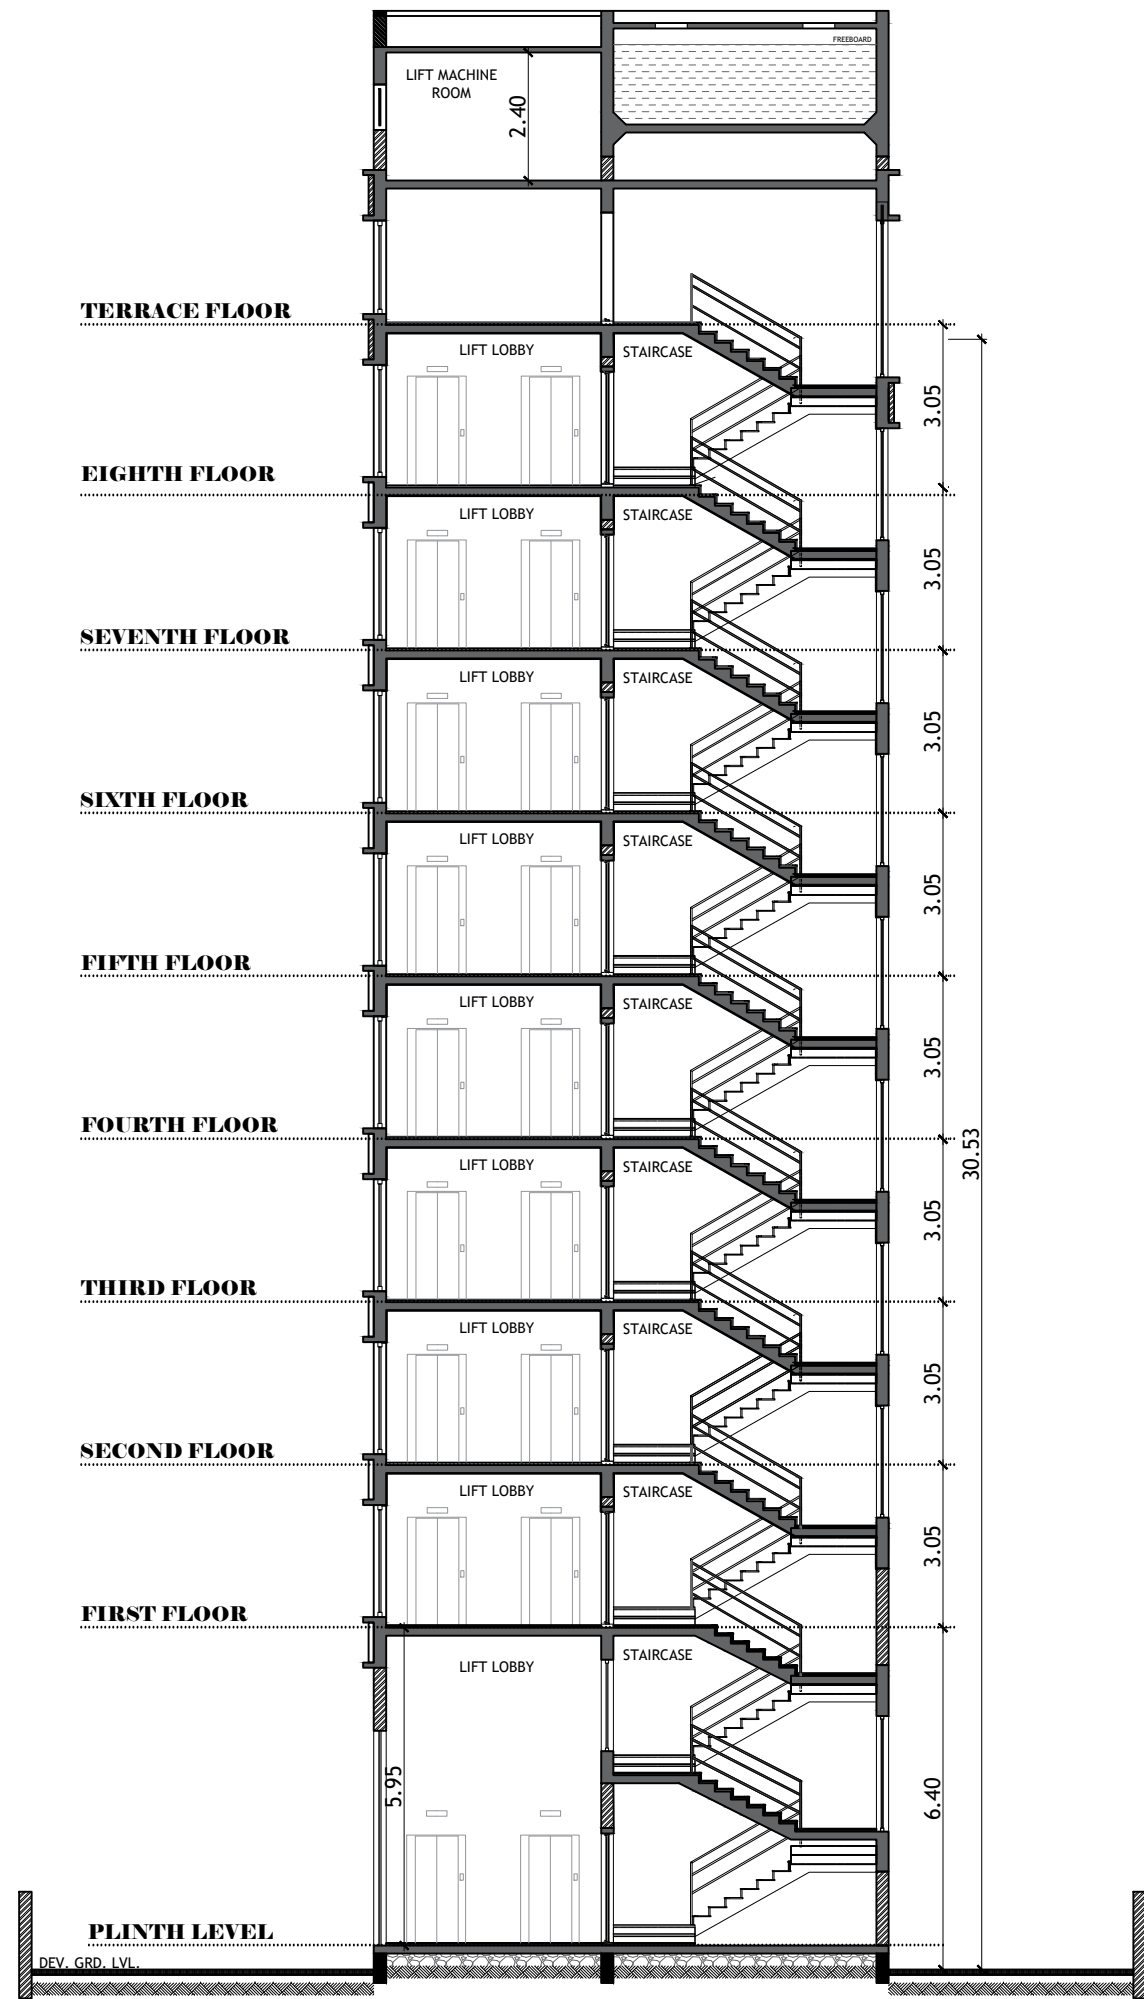 FREEBOARD
LIFT MACHINE
ROOM
2.40
TERRACE FLOOR
LIFT LOBBY
STAIRCASE
3.05
EIGHTH FLOOR
LIFT LOBBY
STAIRCASE
3.05
SEVENTH FLOOR
LIFT LOBBY
STAIRCASE
3.05
SIXTH FLOOR
LIFT LOBBY
STAIRCASE
3.05
FIFTH FLOOR
LIFT LOBBY
STAIRCASE
3.05
FOURTH FLOOR
30.53
LIFT LOBBY
STAIRCASE
3.05
THIRD FLOOR
LIFT LOBBY
STAIRCASE
3.05
SECOND FLOOR
LIFT LOBBY
STAIRCASE
3.05
FIRST FLOOR
LIFT LOBBY
STAIRCASE
5.95
6.40
PLINTH LEVEL
DEV. GRD. LVL.